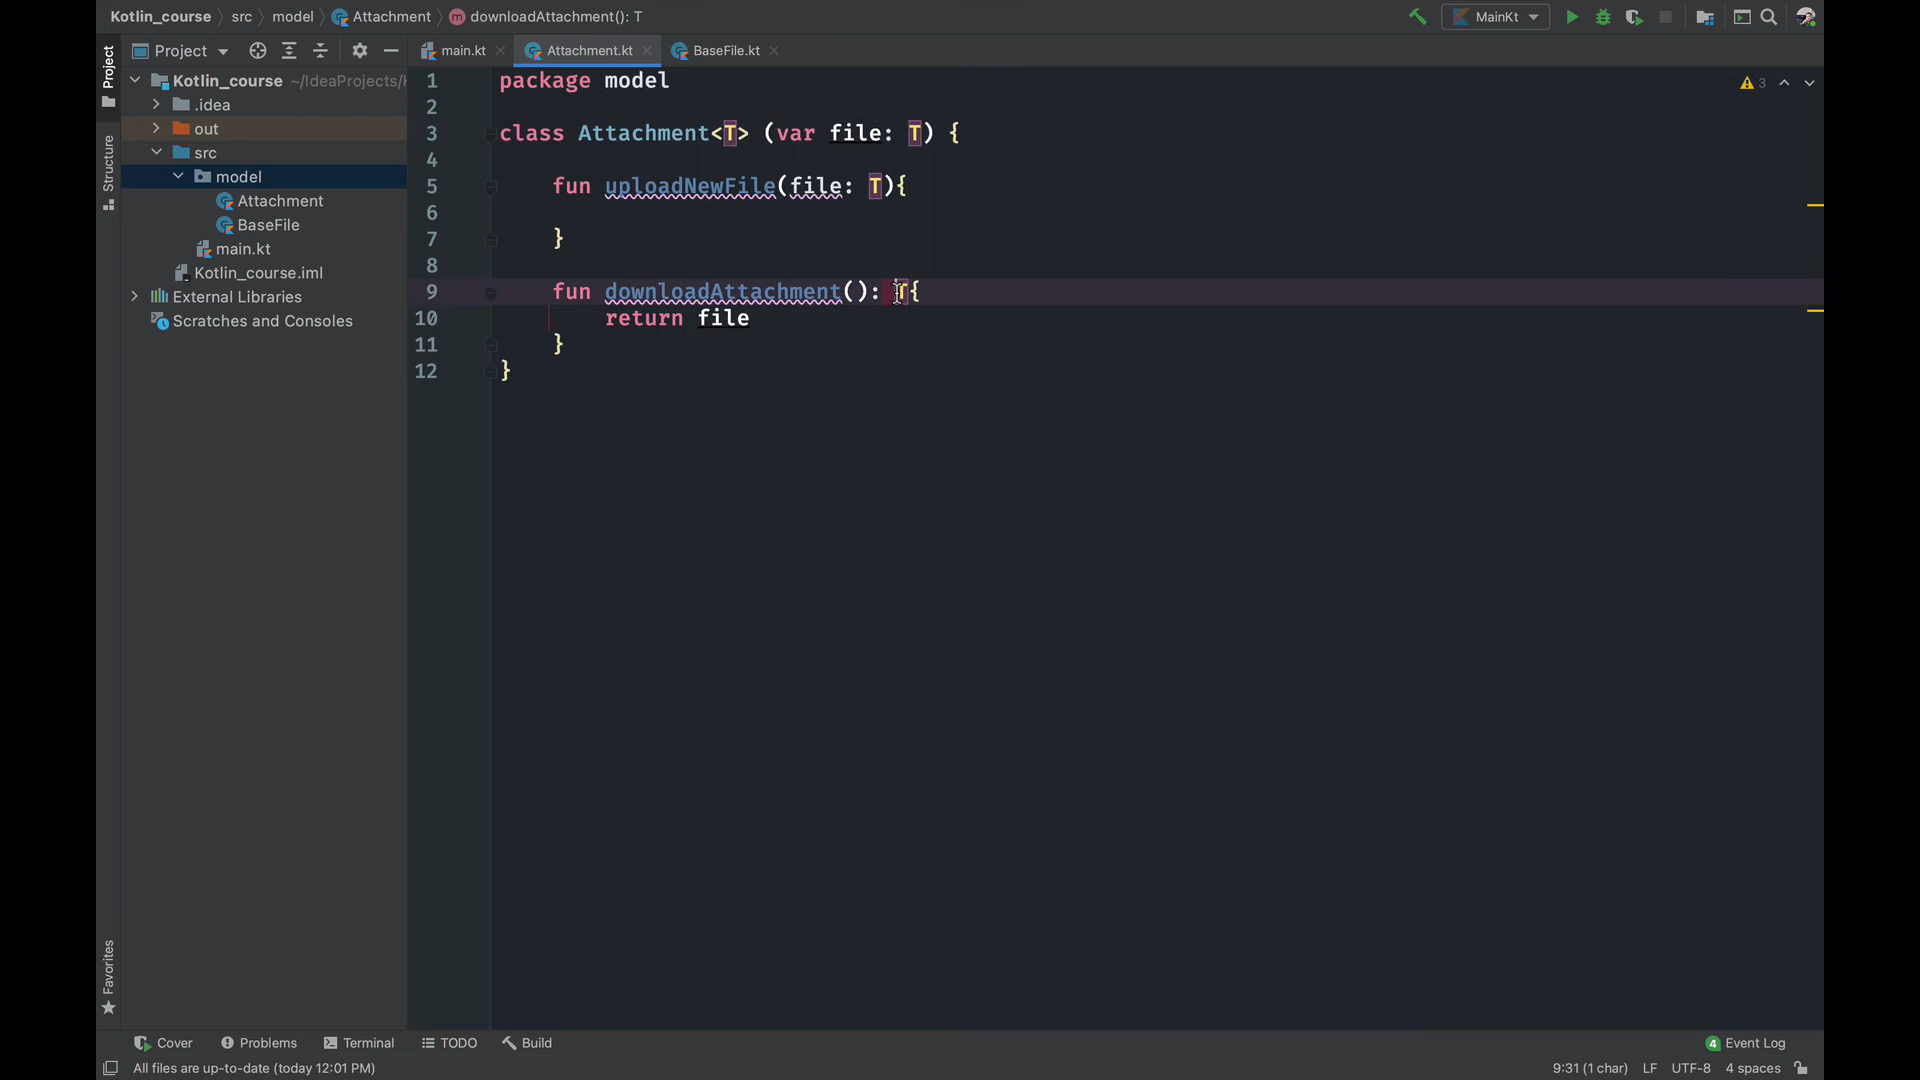 Kotlin_course src model Attachment downloadAttachment(): T MainKt
Project main.kt Attachment.kt BaseFile.kt
Project
Structure
Favorites
Kotlin_course ~/IdeaProjects/
.idea
out
src
model
Attachment
BaseFile
main.kt
Kotlin_course.iml
External Libraries
Scratches and Consoles
3
1 package model
2
3 class Attachment<T> (var file: T) {
4
5 fun uploadNewFile(file: T){
6
7 }
8
9 fun downloadAttachment(): T{
10 return file
11 }
12 }
Cover Problems Terminal TODO Build 4 Event Log
All files are up-to-date (today 12:01 PM) 9:31 (1 char) LF UTF-8 4 spaces